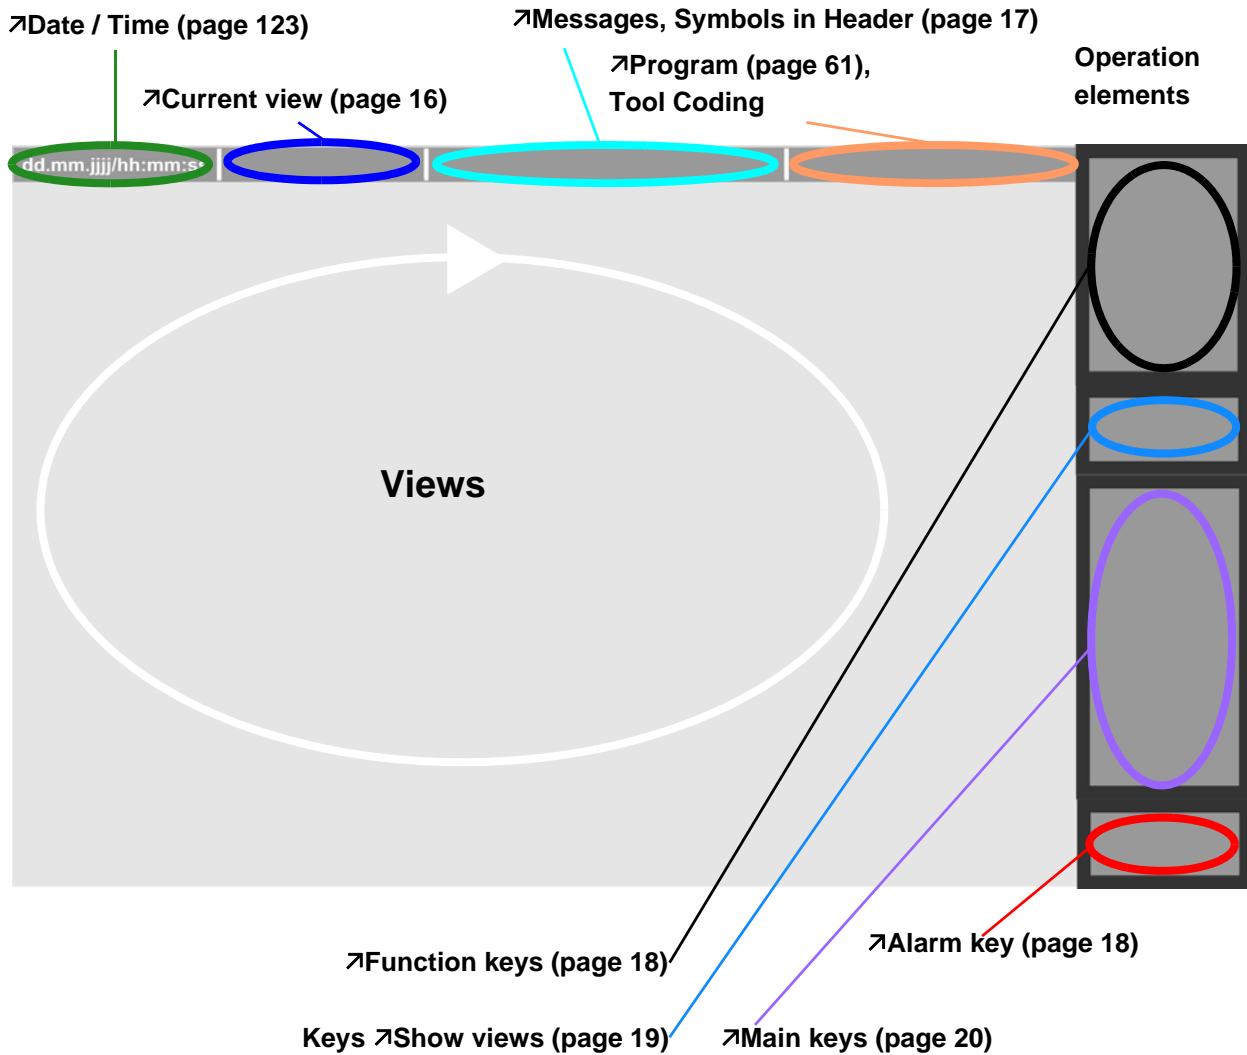 ↗Date / Time (page 123)
↗Messages, Symbols in Header (page 17)
↗Program (page 61),
Tool Coding
Operation
elements
↗Current view (page 16)
dd.mm.jjjj/hh:mm:s
Views
↗Function keys (page 18)
↗Alarm key (page 18)
Keys ↗Show views (page 19)
↗Main keys (page 20)